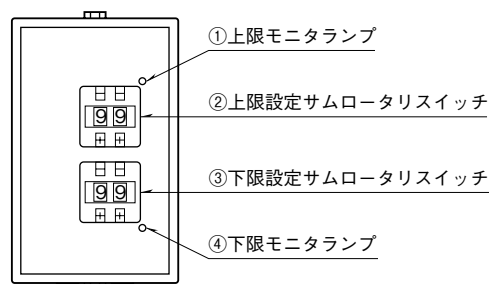 ①上限モニタランプ
②上限設定サムロータリスイッチ
99
③下限設定サムロータリスイッチ
99
④下限モニタランプ